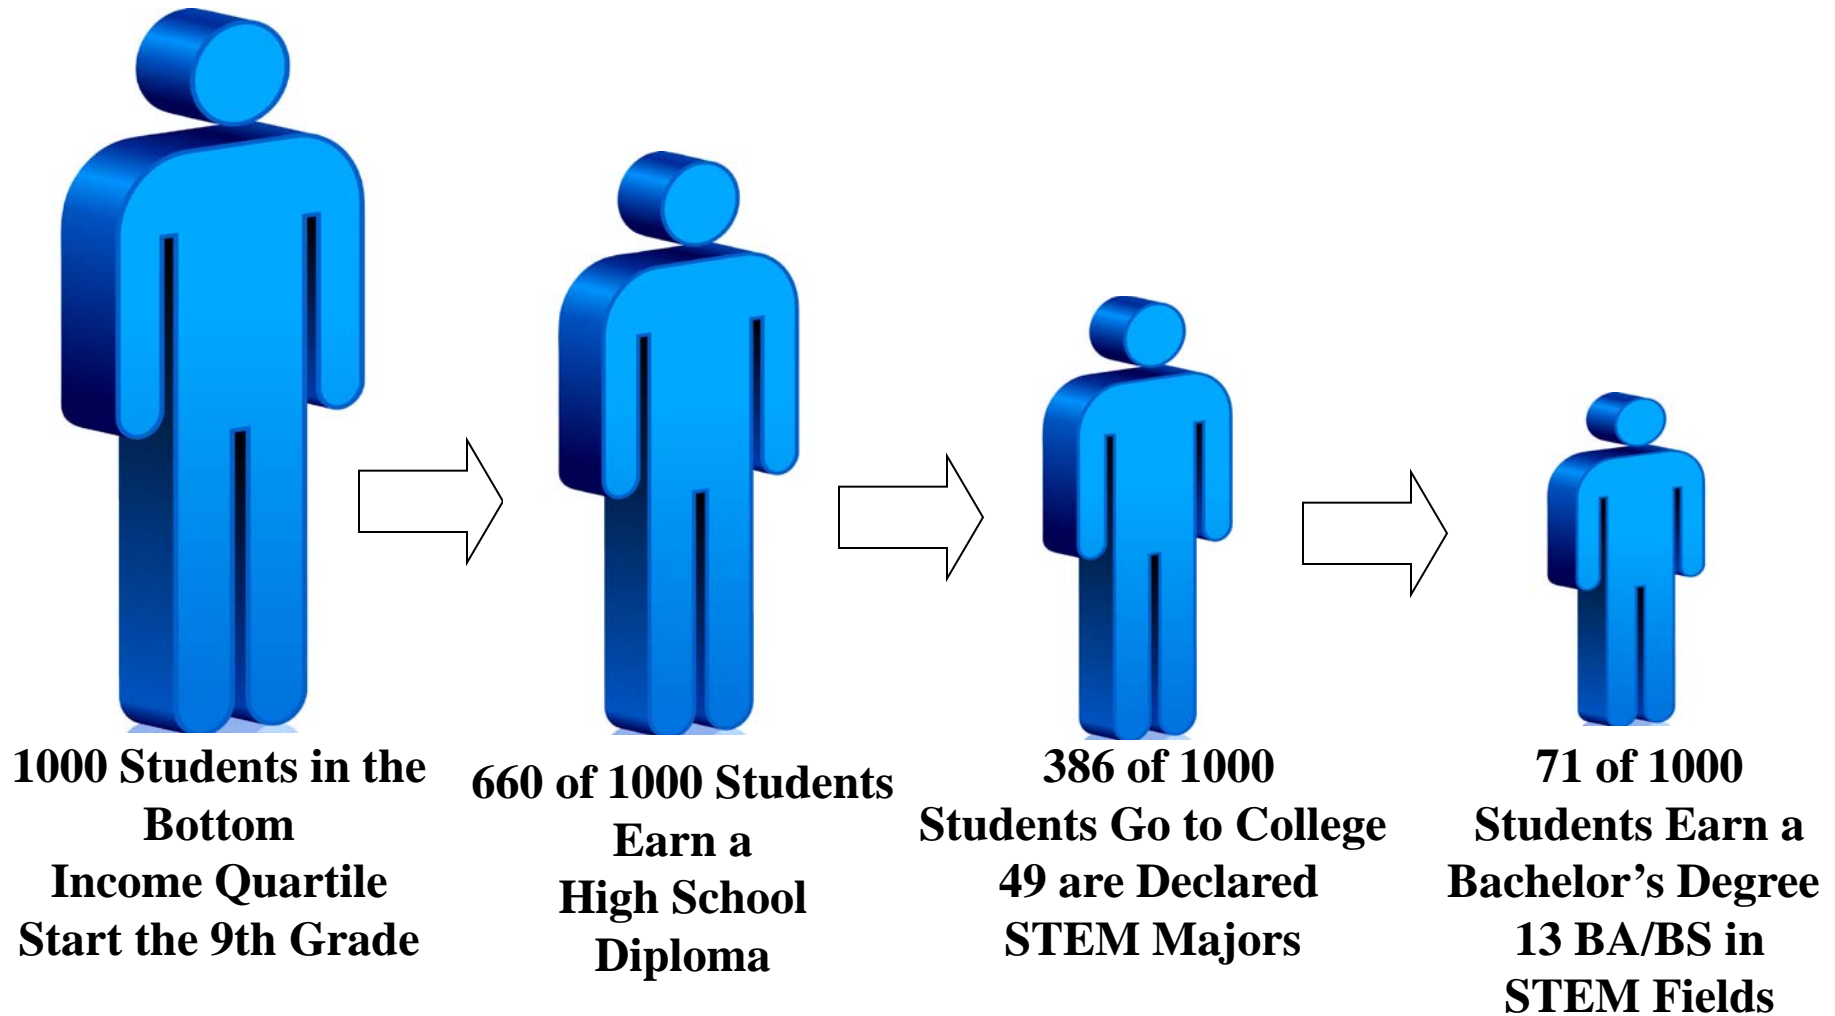 1000 Students in the
Bottom
Income Quartile
Start the 9th Grade
660 of 1000 Students
Earn a
High School
Diploma
386 of 1000
Students Go to College
49 are Declared
STEM Majors
71 of 1000
Students Earn a
Bachelor’s Degree
13 BA/BS in
STEM Fields